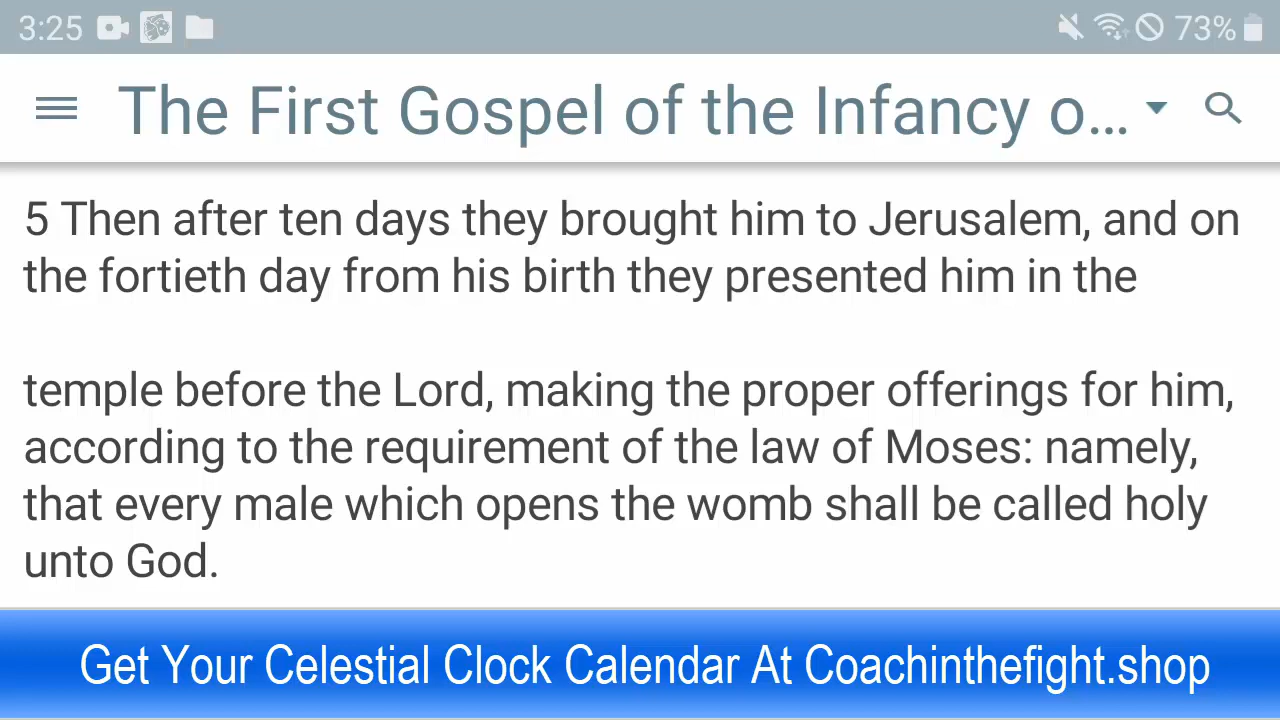 3:25
73%
The First Gospel of the Infancy o...
5 Then after ten days they brought him to Jerusalem, and on
the fortieth day from his birth they presented him in the
temple before the Lord, making the proper offerings for him,
according to the requirement of the law of Moses: namely,
that every male which opens the womb shall be called holy
unto God.
Get Your Celestial Clock Calendar At Coachinthefight.shop